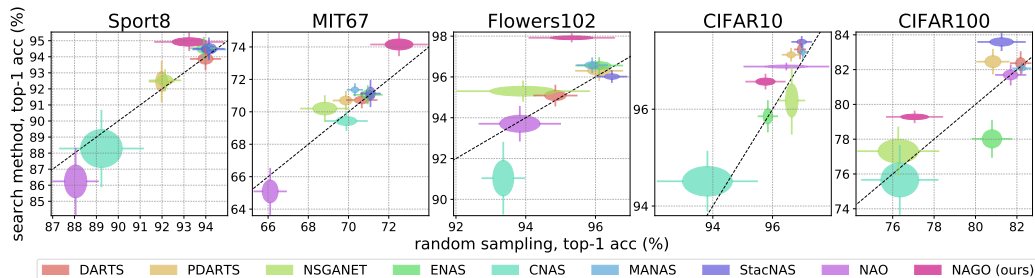 Sport8 MIT67 Flowers102 CIFAR10 CIFAR100
search method, top-1 acc (%)
95 94 93 92 91 90 89 88 87 86 85
87 88 89 90 91 92 93 94
74 72 70 68 66 64
66 68 70 72
98 96 94 92 90
92 94 96
96 94
94 96
84 82 80 78 76 74
76 78 80 82
random sampling, top-1 acc (%)
DARTS PDARTS NSGANET ENAS CNAS MANAS StacNAS NAO NAGO (ours